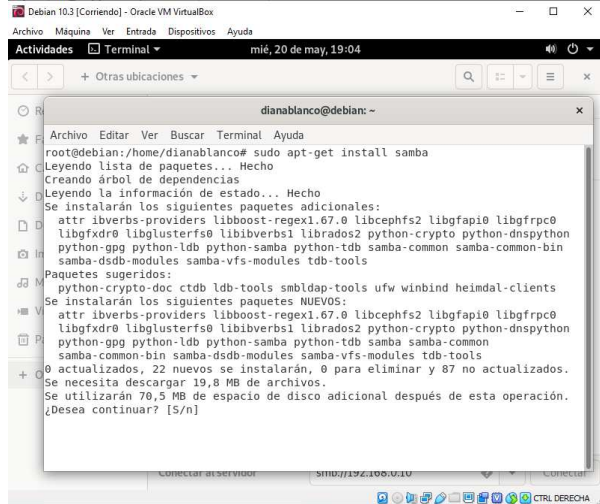 Debian 10.3 [Corriendo] - Oracle VM VirtualBox
Archivo Máquina Ver Entrada Dispositivos Ayuda
Actividades Terminal mié, 20 de may, 19:04
+ Otras ubicaciones
dianablanco@debian: ~
Archivo Editar Ver Buscar Terminal Ayuda
root@debian:/home/dianablanco# sudo apt-get install samba
Leyendo lista de paquetes... Hecho
Creando árbol de dependencias
Leyendo la información de estado... Hecho
Se instalarán los siguientes paquetes adicionales:
attr ibverbs-providers libboost-regex1.67.0 libcephfs2 libgfapi0 libgfrpc0
libgfxdr0 libglusterfs0 libibverbs1 librados2 python-crypto python-dnspython
python-gpg python-ldb python-samba python-tdb samba-common samba-common-bin
samba-dsdb-modules samba-vfs-modules tdb-tools
Paquetes sugeridos:
python-crypto-doc ctdb ldb-tools smbldap-tools ufw winbind heimdal-clients
Se instalarán los siguientes paquetes NUEVOS:
attr ibverbs-providers libboost-regex1.67.0 libcephfs2 libgfapi0 libgfrpc0
libgfxdr0 libglusterfs0 libibverbs1 librados2 python-crypto python-dnspython
python-gpg python-ldb python-samba python-tdb samba samba-common
samba-common-bin samba-dsdb-modules samba-vfs-modules tdb-tools
0 actualizados, 22 nuevos se instalarán, 0 para eliminar y 87 no actualizados.
Se necesita descargar 19,8 MB de archivos.
Se utilizarán 70,5 MB de espacio de disco adicional después de esta operación.
¿Desea continuar? [S/n]
Conectar al servidor smb://192.168.0.10 Conectar
CTRL DERECHA